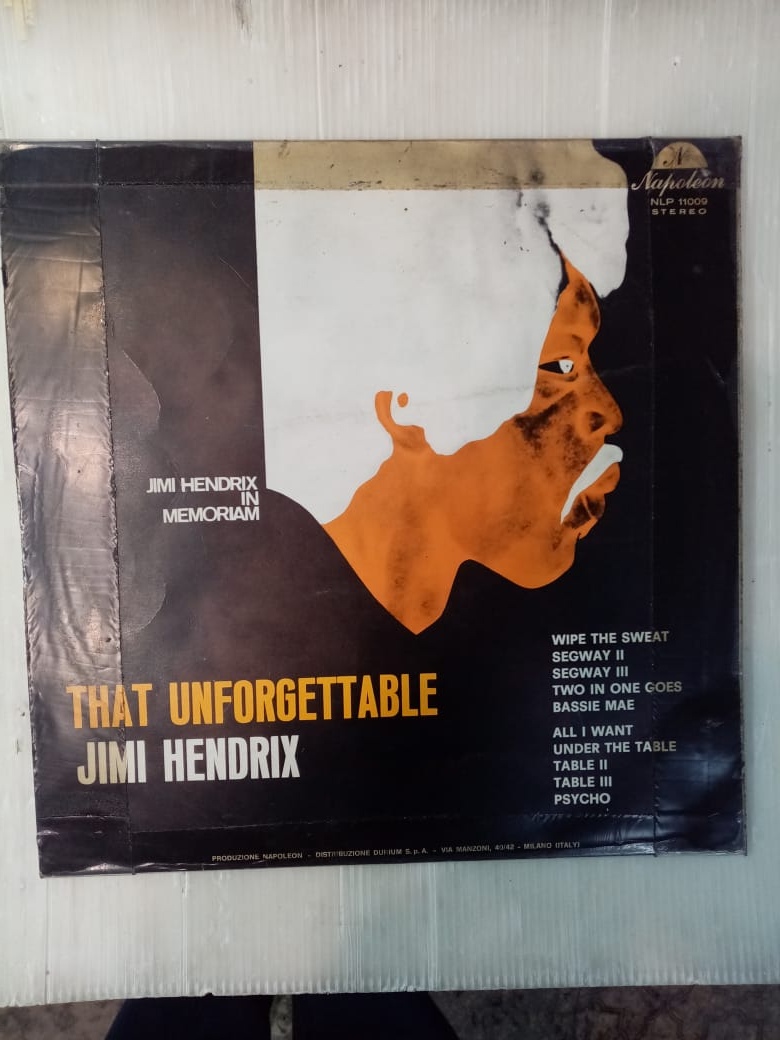 N
Napoleon
NLP 11009
STEREO
JIMI HENDRIX
IN
MEMORIAM
THAT UNFORGETTABLE
JIMI HENDRIX
WIPE THE SWEAT
SEGWAY II
SEGWAY III
TWO IN ONE GOES
BASSIE MAE
ALL I WANT
UNDER THE TABLE
TABLE II
TABLE III
PSYCHO
PRODUZIONE NAPOLEON - DISTRIBUZIONE DURIUM S.p.A. - VIA MANZONI, 40/42 - MILANO (ITALY)